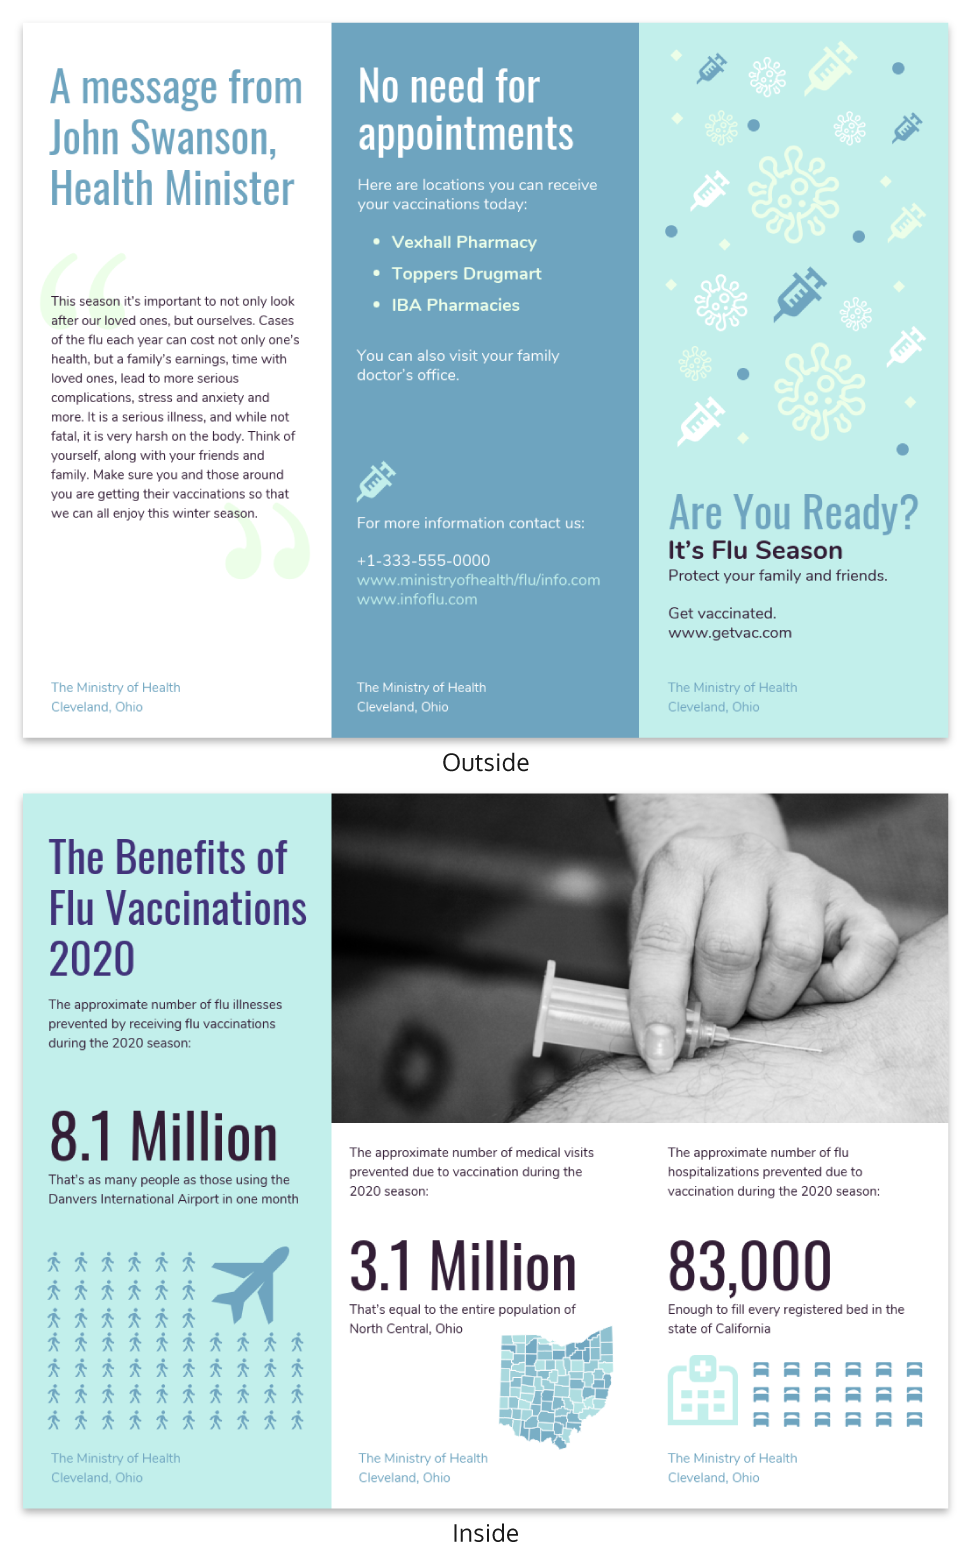 A message from
John Swanson,
Health Minister
This season it's important to not only look
after our loved ones, but ourselves. Cases
of the flu each year can cost not only one's
health, but a family's earnings, time with
loved ones, lead to more serious
complications, stress and anxiety and
more. It is a serious illness, and while not
fatal, it is very harsh on the body. Think of
yourself, along with your friends and
family. Make sure you and those around
you are getting their vaccinations so that
we can all enjoy this winter season.
The Ministry of Health
Cleveland, Ohio
No need for
appointments
Here are locations you can receive
your vaccinations today:
• Vexhall Pharmacy
• Toppers Drugmart
• IBA Pharmacies
You can also visit your family
doctor's office.
For more information contact us:
+1-333-555-0000
www.ministryofhealth/flu/info.com
www.infoflu.com
The Ministry of Health
Cleveland, Ohio
Are You Ready?
It's Flu Season
Protect your family and friends.
Get vaccinated.
www.getvac.com
The Ministry of Health
Cleveland, Ohio
Outside
The Benefits of
Flu Vaccinations
2020
The approximate number of flu illnesses
prevented by receiving flu vaccinations
during the 2020 season:
8.1 Million
That's as many people as those using the
Danvers International Airport in one month
The Ministry of Health
Cleveland, Ohio
The approximate number of medical visits
prevented due to vaccination during the
2020 season:
3.1 Million
That's equal to the entire population of
North Central, Ohio
The Ministry of Health
Cleveland, Ohio
The approximate number of flu
hospitalizations prevented due to
vaccination during the 2020 season:
83,000
Enough to fill every registered bed in the
state of California
The Ministry of Health
Cleveland, Ohio
Inside